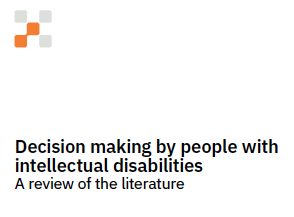 Decision making by people with
intellectual disabilities
A review of the literature